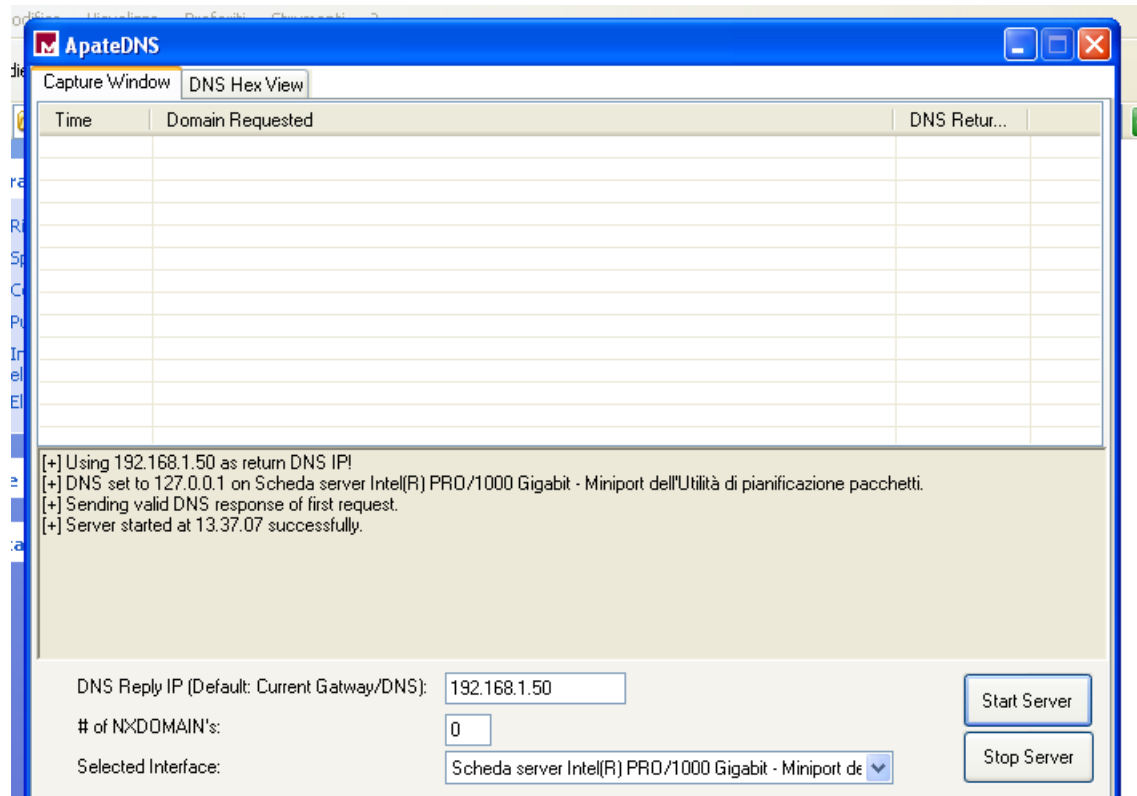 ApateDNS
Capture Window
DNS Hex View
Time
Domain Requested
DNS Retur...
[+] Using 192.168.1.50 as return DNS IP!
[+] DNS set to 127.0.0.1 on Scheda server Intel(R) PRO/1000 Gigabit - Miniport dell'Utilità di pianificazione pacchetti.
[+] Sending valid DNS response of first request.
[+] Server started at 13.37.07 successfully.
DNS Reply IP (Default: Current Gatway/DNS):
192.168.1.50
Start Server
# of NXDOMAIN's:
0
Selected Interface:
Scheda server Intel(R) PRO/1000 Gigabit - Miniport de
Stop Server